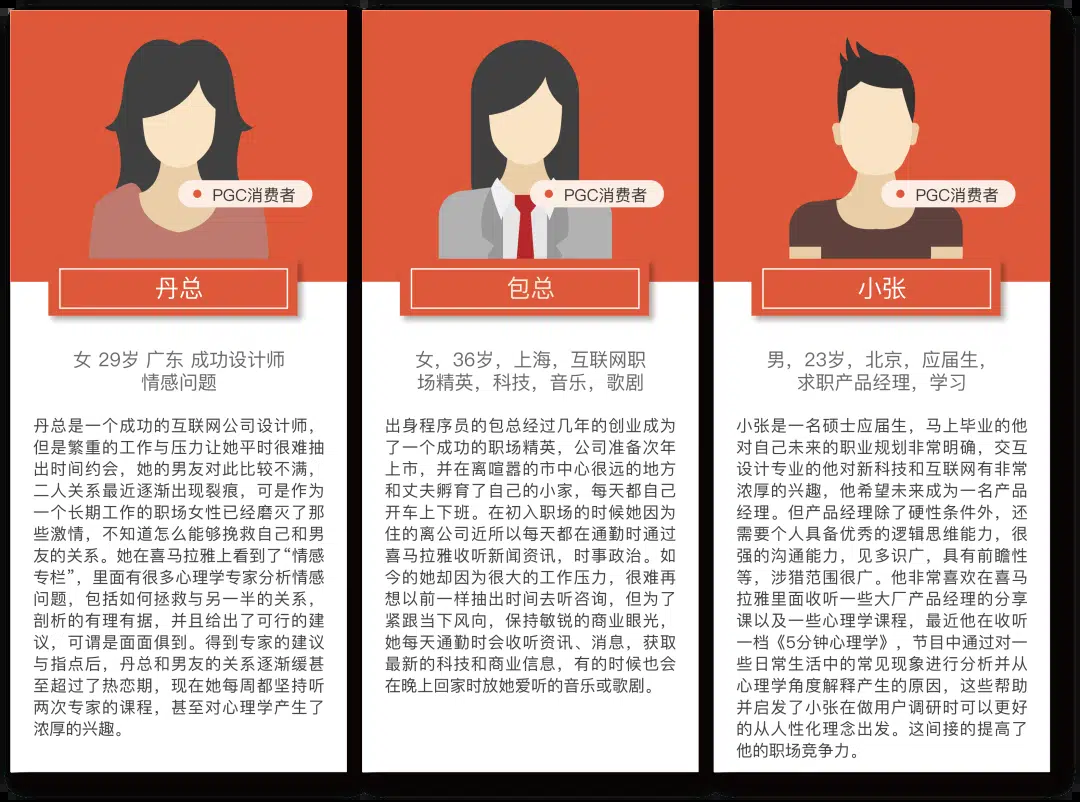 PGC消费者
丹总
女 29岁 广东 成功设计师
情感问题
丹总是一个成功的互联网公司设计师，
但是繁重的工作与压力让她平时很难抽
出时间约会，她的男友对此比较不满，
二人关系最近逐渐出现裂痕，可是作为
一个长期工作的职场女性已经磨灭了那
些激情，不知道怎么能够挽救自己和男
友的关系。她在喜马拉雅上看到了“情感
专栏”，里面有很多心理学专家分析情感
问题，包括如何拯救与另一半的关系，
剖析的有理有据，并且给出了可行的建
议，可谓是面面俱到。得到专家的建议
与指点后，丹总和男友的关系逐渐缓甚
至超过了热恋期，现在她每周都坚持听
两次专家的课程，甚至对心理学产生了
浓厚的兴趣。
PGC消费者
包总
女，36岁，上海，互联网职
场精英，科技，音乐，歌剧
出身程序员的包总经过几年的创业成为
了一个成功的职场精英，公司准备次年
上市，并在离喧嚣的市中心很远的地方
和丈夫孵育了自己的小家，每天都自己
开车上下班。在初入职场的时候她因为
住的离公司近所以每天都在通勤时通过
喜马拉雅收听新闻资讯，时事政治。如
今的她却因为很大的工作压力，很难再
想以前一样抽出时间去听咨询，但为了
紧跟当下风向，保持敏锐的商业眼光，
她每天通勤时会收听资讯、消息，获取
最新的科技和商业信息，有的时候也会
在晚上回家时放她爱听的音乐或歌剧。
PGC消费者
小张
男，23岁，北京，应届生，
求职产品经理，学习
小张是一名硕士应届生，马上毕业的他
对自己未来的职业规划非常明确，交互
设计专业的他对新科技和互联网有非常
浓厚的兴趣，他希望未来成为一名产品
经理。但产品经理除了硬性条件外，还
需要个人具备优秀的逻辑思维能力，很
强的沟通能力，见多识广，具有前瞻性
等，涉猎范围很广。他非常喜欢在喜马
拉雅里面收听一些大厂产品经理的分享
课以及一些心理学课程，最近他在收听
一档《5分钟心理学》，节目中通过对一
些日常生活中的常见现象进行分析并从
心理学角度解释产生的原因，这些帮助
并启发了小张在做用户调研时可以更好
的从人性化理念出发。这间接的提高了
他的职场竞争力。